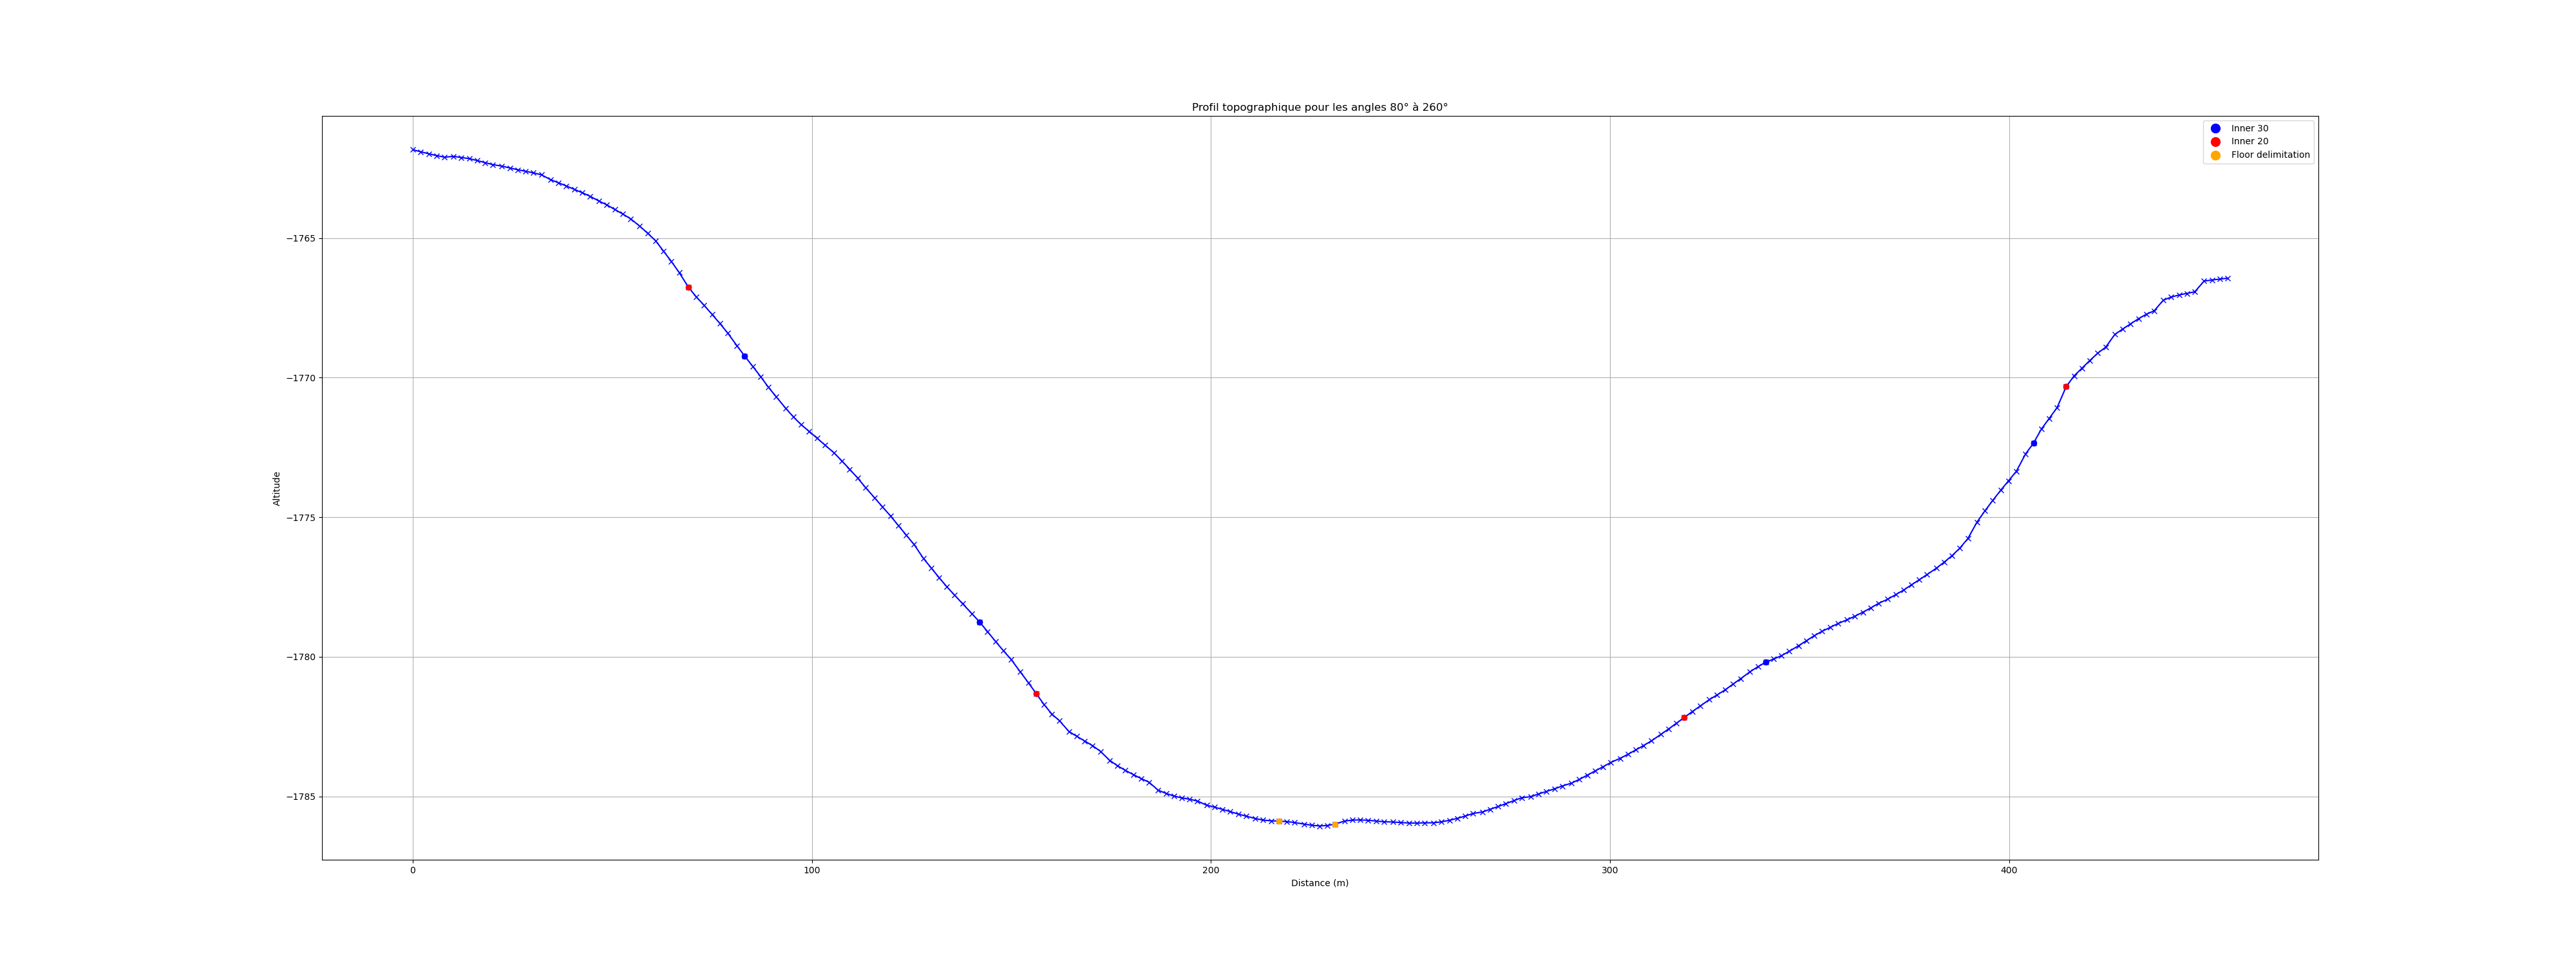 Profil topographique pour les angles 80° à 260°
Inner 30
Inner 20
Floor delimitation
−1765
−1770
−1775
−1780
−1785
Altitude
0 100 200 300 400
Distance (m)